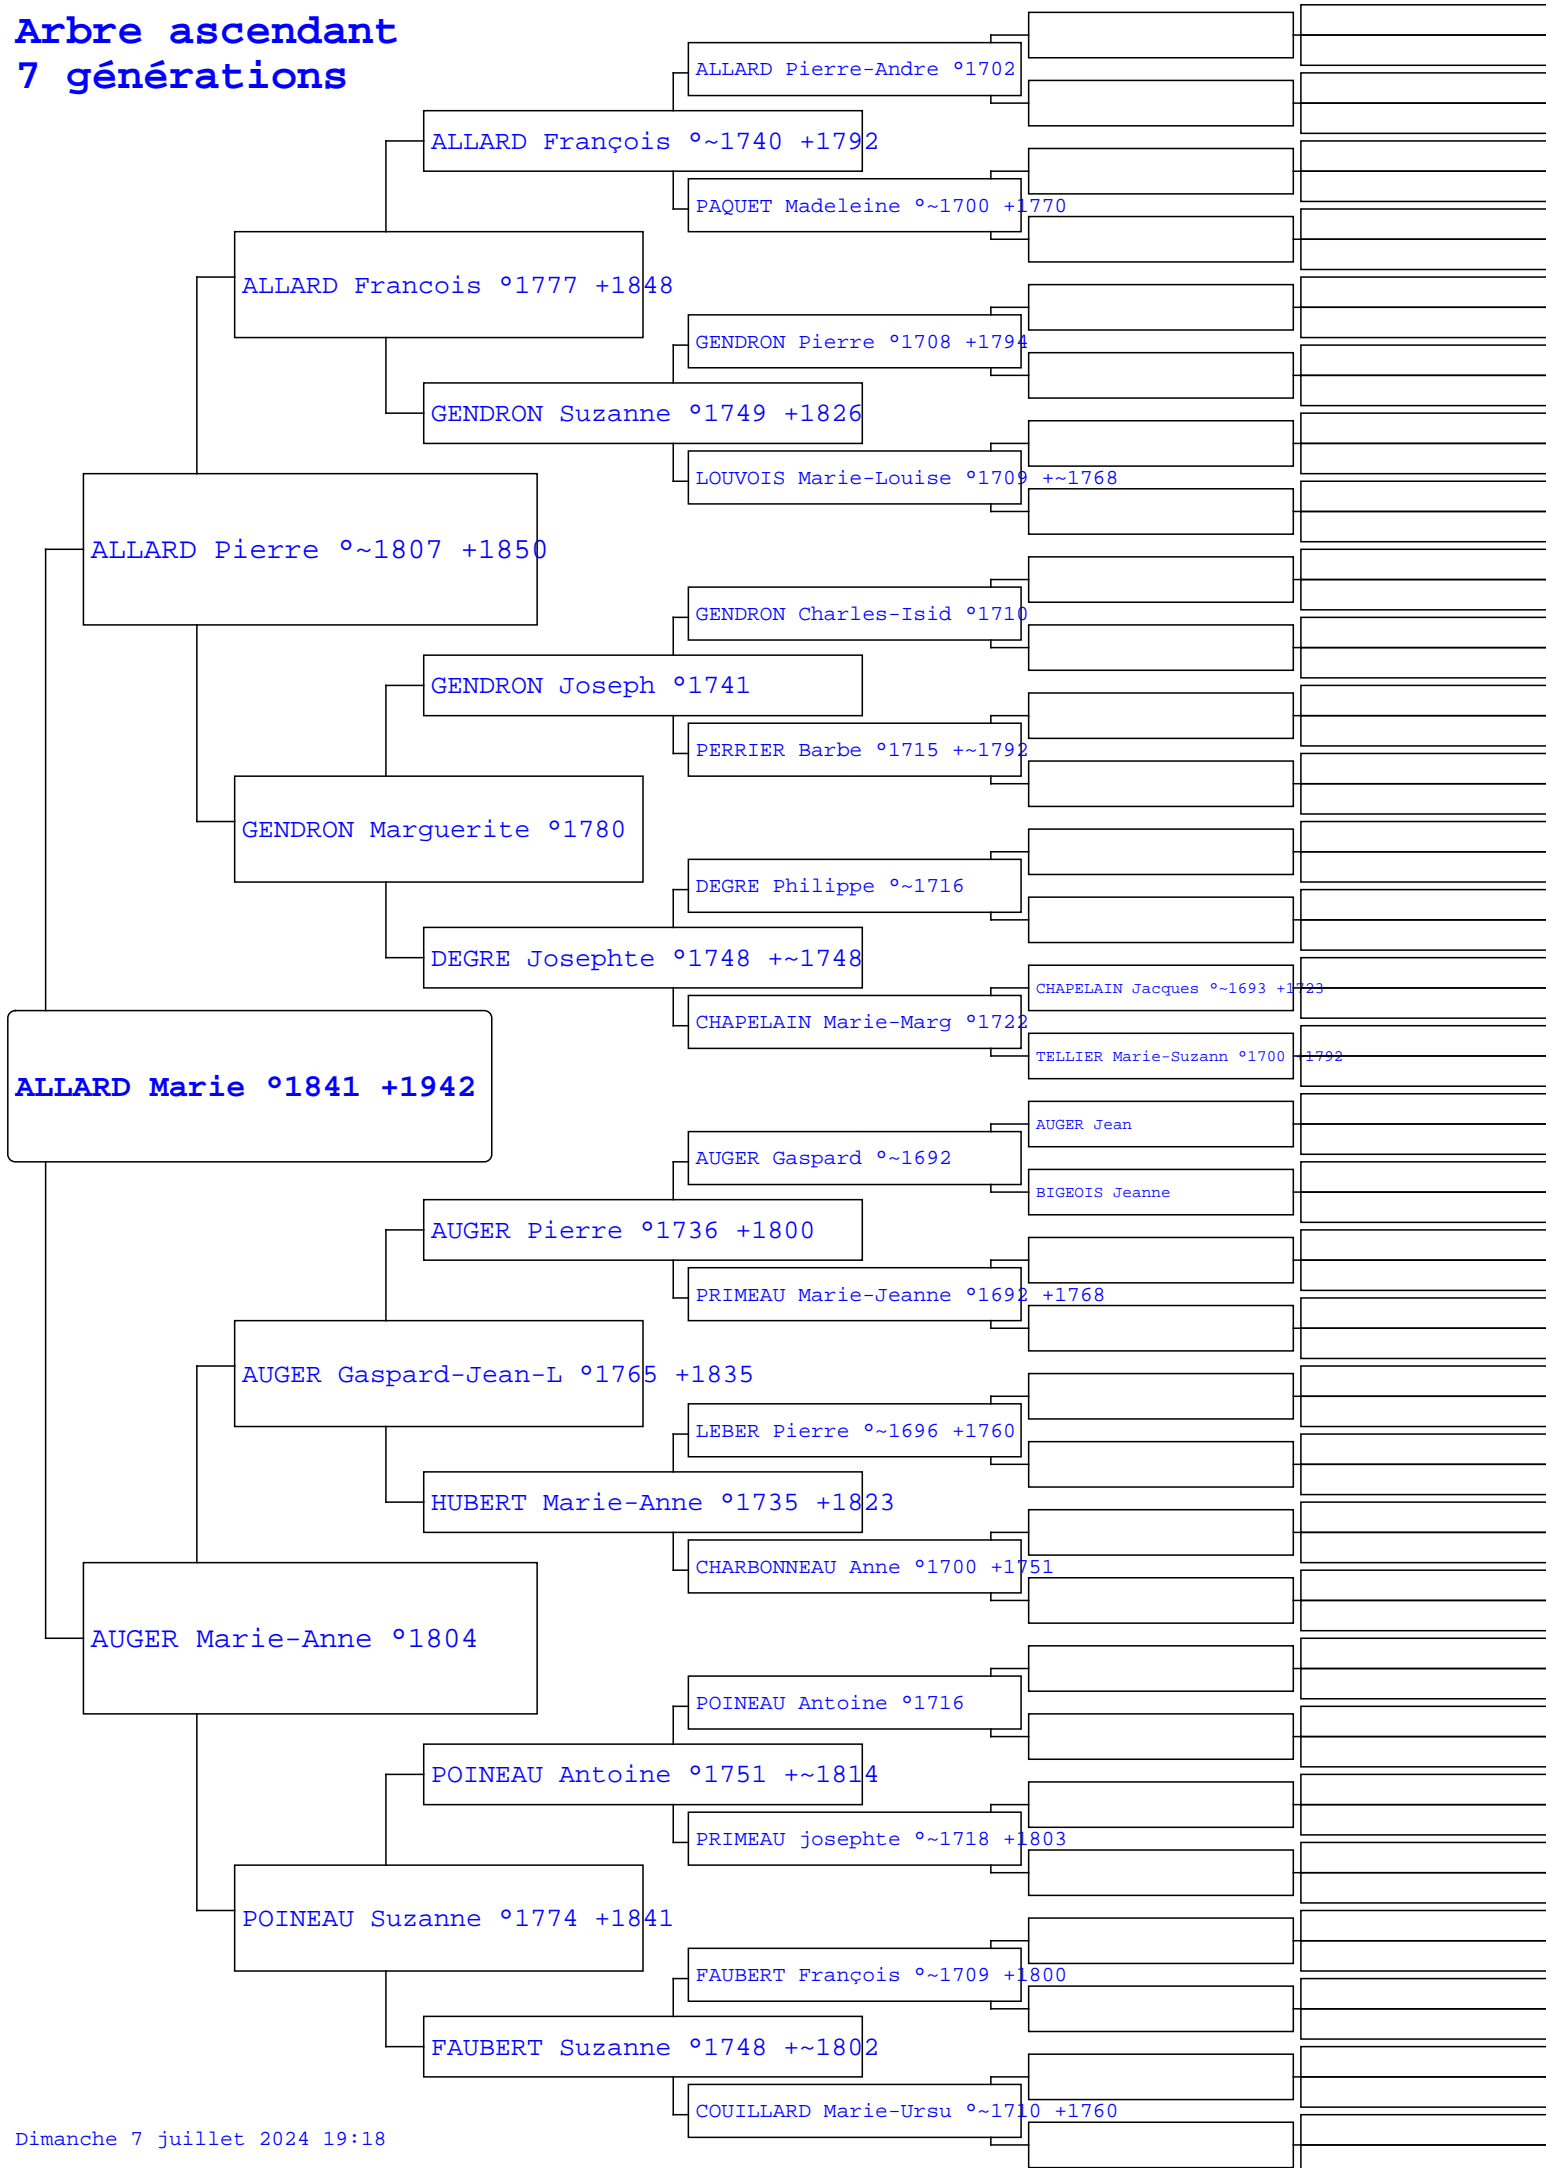 Arbre ascendant
7 générations
ALLARD Pierre-Andre °1702
ALLARD François °~1740 +1792
PAQUET Madeleine °~1700 +1770
ALLARD Francois °1777 +1848
GENDRON Pierre °1708 +1794
GENDRON Suzanne °1749 +1826
LOUVOIS Marie-Louise °1709 +~1768
ALLARD Pierre °~1807 +1850
GENDRON Charles-Isid °1710
GENDRON Joseph °1741
PERRIER Barbe °1715 +~1792
GENDRON Marguerite °1780
DEGRE Philippe °~1716
DEGRE Josephte °1748 +~1748
CHAPELAIN Jacques °~1693 +1723
CHAPELAIN Marie-Marg °1722
TELLIER Marie-Suzann °1700 +1792
ALLARD Marie °1841 +1942
AUGER Jean
AUGER Gaspard °~1692
BIGEOIS Jeanne
AUGER Pierre °1736 +1800
PRIMEAU Marie-Jeanne °1692 +1768
AUGER Gaspard-Jean-L °1765 +1835
LEBER Pierre °~1696 +1760
HUBERT Marie-Anne °1735 +1823
CHARBONNEAU Anne °1700 +1751
AUGER Marie-Anne °1804
POINEAU Antoine °1716
POINEAU Antoine °1751 +~1814
PRIMEAU josephte °~1718 +1803
POINEAU Suzanne °1774 +1841
FAUBERT François °~1709 +1800
FAUBERT Suzanne °1748 +~1802
COUILLARD Marie-Ursu °~1710 +1760
Dimanche 7 juillet 2024 19:18